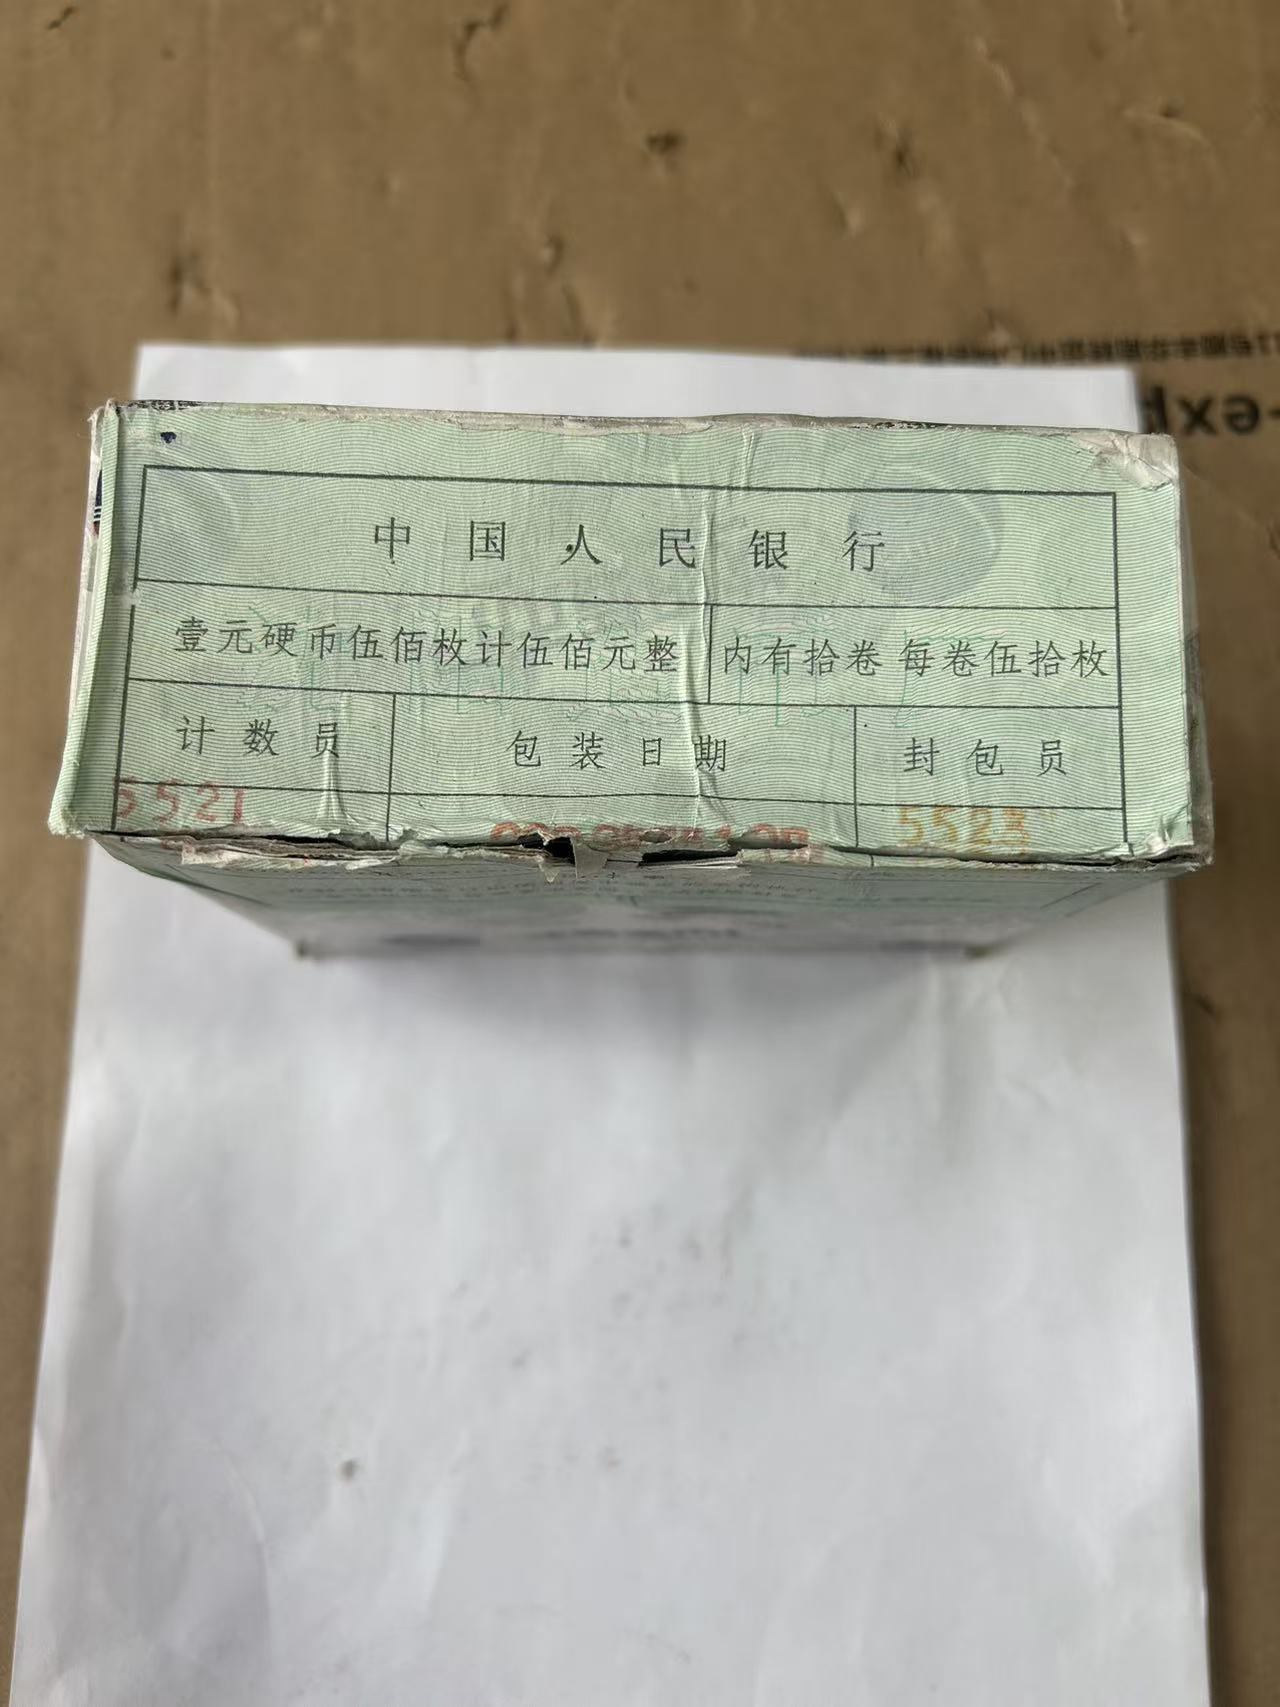 中国人民银行
壹元硬币伍佰枚计伍佰元整 内有拾卷 每卷伍拾枚
计数员 包装日期 封包员
5521 5523